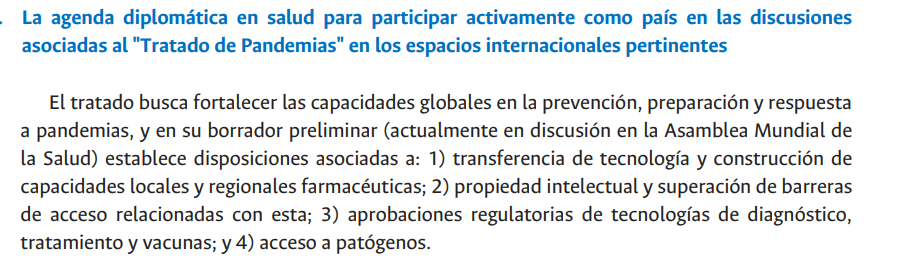 . La agenda diplomática en salud para participar activamente como país en las discusiones
asociadas al "Tratado de Pandemias" en los espacios internacionales pertinentes
El tratado busca fortalecer las capacidades globales en la prevención, preparación y respuesta
a pandemias, y en su borrador preliminar (actualmente en discusión en la Asamblea Mundial de
la Salud) establece disposiciones asociadas a: 1) transferencia de tecnología y construcción de
capacidades locales y regionales farmacéuticas; 2) propiedad intelectual y superación de barreras
de acceso relacionadas con esta; 3) aprobaciones regulatorias de tecnologías de diagnóstico,
tratamiento y vacunas; y 4) acceso a patógenos.